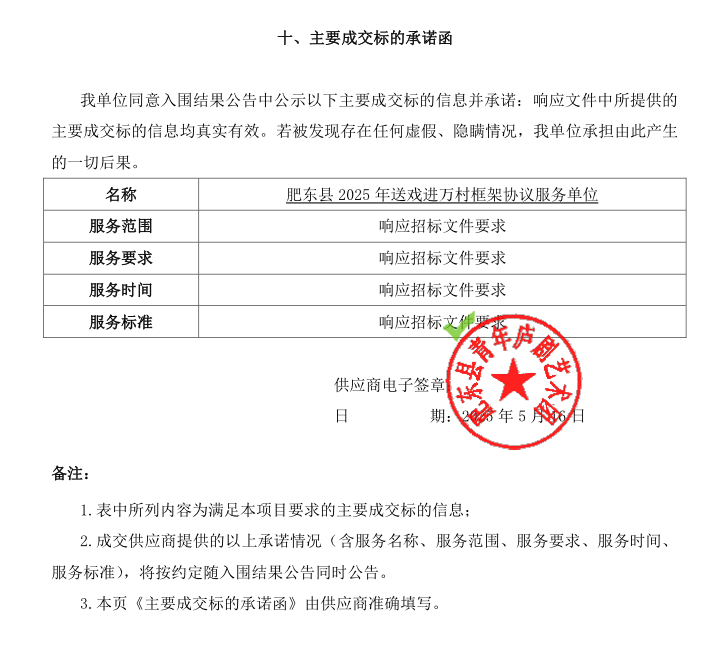 十、主要成交标的承诺函
我单位同意入围结果公告中公示以下主要成交标的信息并承诺：响应文件中所提供的
主要成交标的信息均真实有效。若被发现存在任何虚假、隐瞒情况，我单位承担由此产生
的一切后果。
名称 肥东县 2025 年送戏进万村框架协议服务单位
服务范围 响应招标文件要求
服务要求 响应招标文件要求
服务时间 响应招标文件要求
服务标准 响应招标文件要求
肥东县青年庐剧艺术团
供应商电子签章
日 期：2025 年 5 月 16 日
备注：
1.表中所列内容为满足本项目要求的主要成交标的信息；
2.成交供应商提供的以上承诺情况（含服务名称、服务范围、服务要求、服务时间、
服务标准），将按约定随入围结果公告同时公告。
3.本页《主要成交标的承诺函》由供应商准确填写。